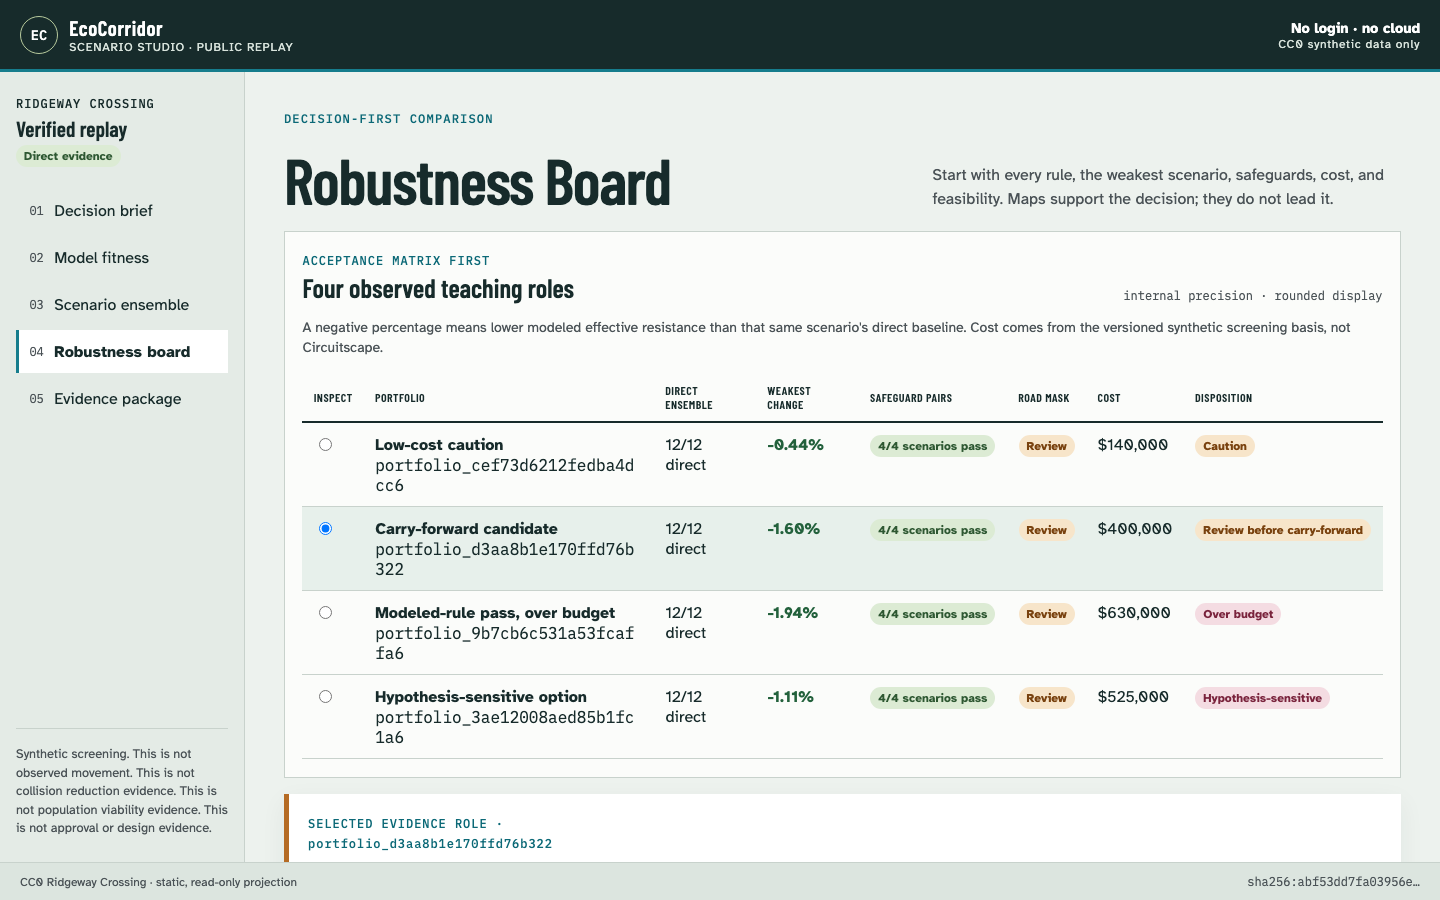 EC
EcoCorridor
SCENARIO STUDIO · PUBLIC REPLAY
No login · no cloud
CC0 synthetic data only
RIDGEWAY CROSSING
Verified replay
Direct evidence
01 Decision brief
02 Model fitness
03 Scenario ensemble
04 Robustness board
05 Evidence package
Synthetic screening. This is not
observed movement. This is not
collision reduction evidence. This is
not population viability evidence. This
is not approval or design evidence.
DECISION-FIRST COMPARISON
Robustness Board
Start with every rule, the weakest scenario, safeguards, cost, and
feasibility. Maps support the decision; they do not lead it.
ACCEPTANCE MATRIX FIRST
Four observed teaching roles
internal precision · rounded display
A negative percentage means lower modeled effective resistance than that same scenario's direct baseline. Cost comes from the versioned synthetic screening basis, not
Circuitscape.
INSPECT PORTFOLIO DIRECT ENSEMBLE WEAKEST CHANGE SAFEGUARD PAIRS ROAD MASK COST DISPOSITION
Low-cost caution 12/12 -0.44% 4/4 scenarios pass Review $140,000 Caution
portfolio_cef73d6212fedba4d direct
cc6
Carry-forward candidate 12/12 -1.60% 4/4 scenarios pass Review $400,000 Review before carry-forward
portfolio_d3aa8b1e170ffd76b direct
322
Modeled-rule pass, over budget 12/12 -1.94% 4/4 scenarios pass Review $630,000 Over budget
portfolio_9b7cb6c531a53fcaf direct
fa6
Hypothesis-sensitive option 12/12 -1.11% 4/4 scenarios pass Review $525,000 Hypothesis-sensitive
portfolio_3ae12008aed85b1fc direct
1a6
SELECTED EVIDENCE ROLE ·
portfolio_d3aa8b1e170ffd76b322
CC0 Ridgeway Crossing · static, read-only projection
sha256:abf53dd7fa03956e…